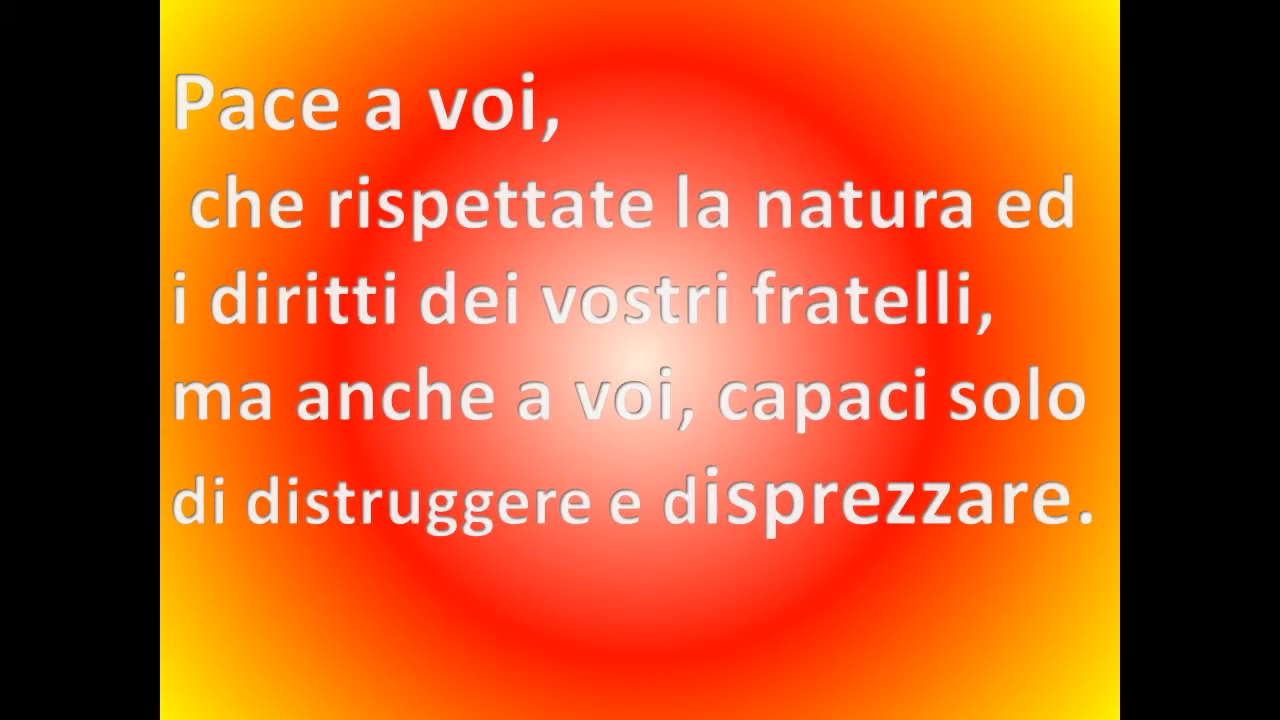 Pace a voi,
che rispettate la natura ed
i diritti dei vostri fratelli,
ma anche a voi, capaci solo
di distruggere e disprezzare.